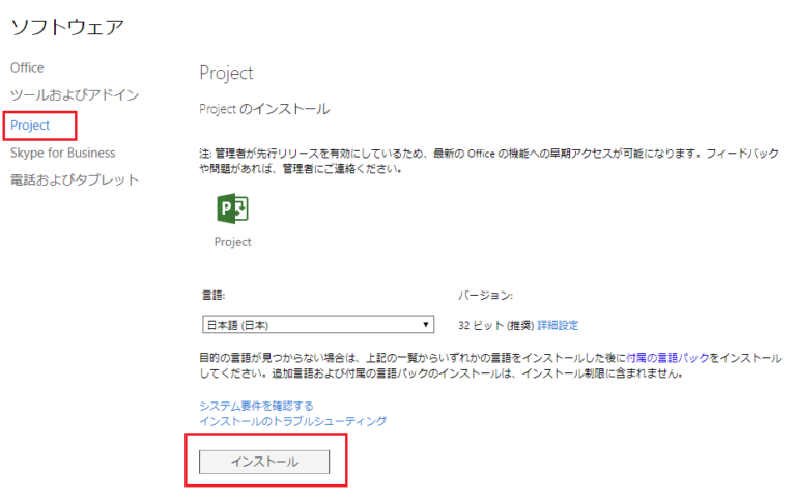 ソフトウェア
Office
ツールおよびアドイン
Project
Skype for Business
電話およびタブレット
Project
Project のインストール
注: 管理者が先行リリースを有効にしているため、最新の Office の機能への早期アクセスが可能になります。フィードバック
や問題があれば、管理者にご連絡ください。
Project
言語:
バージョン:
日本語 (日本)
32 ビット (推奨) 詳細設定
目的の言語が見つからない場合は、上記の一覧からいずれかの言語をインストールした後に付属の言語パックをインストール
してください。追加言語および付属の言語パックのインストールは、インストール制限に含まれません。
システム要件を確認する
インストールのトラブルシューティング
インストール